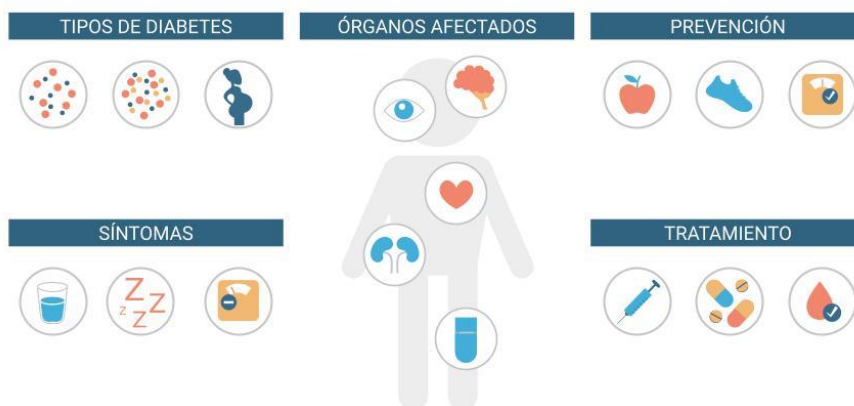 TIPOS DE DIABETES
ÓRGANOS AFECTADOS
PREVENCIÓN
SÍNTOMAS
Z Z Z Z Z
TRATAMIENTO